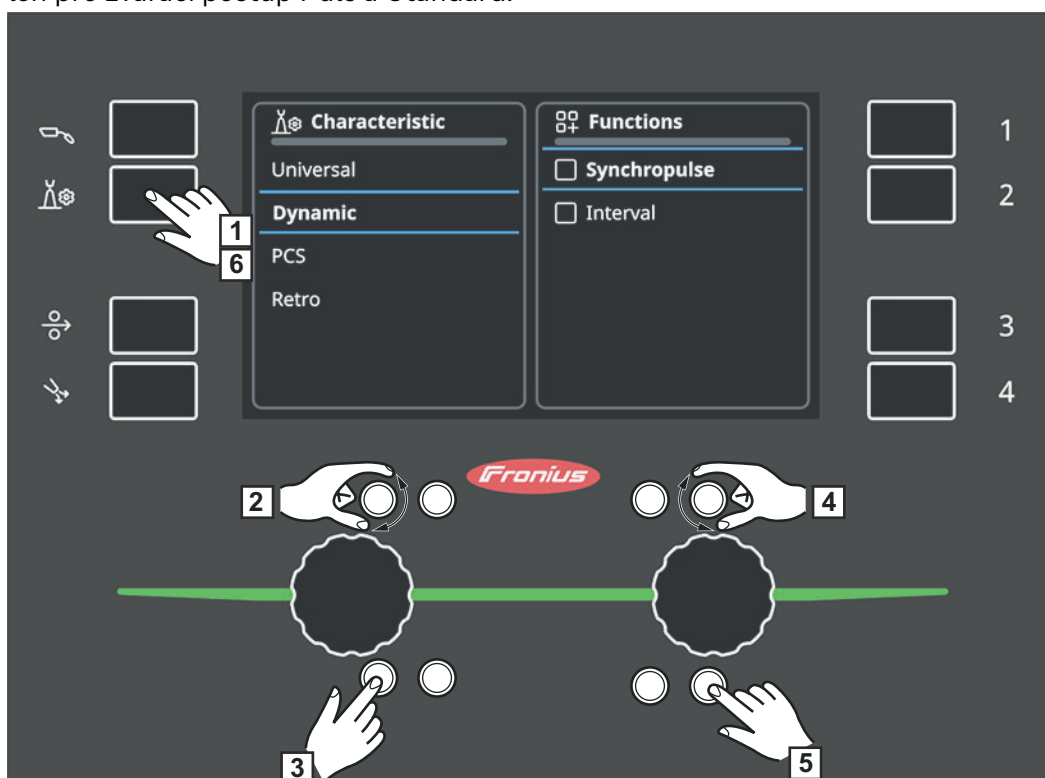 Characteristic
Universal
Dynamic
PCS
Retro
Functions
Synchropulse
Interval
1
2
3
4
1
6
Fronius
2
4
3
5